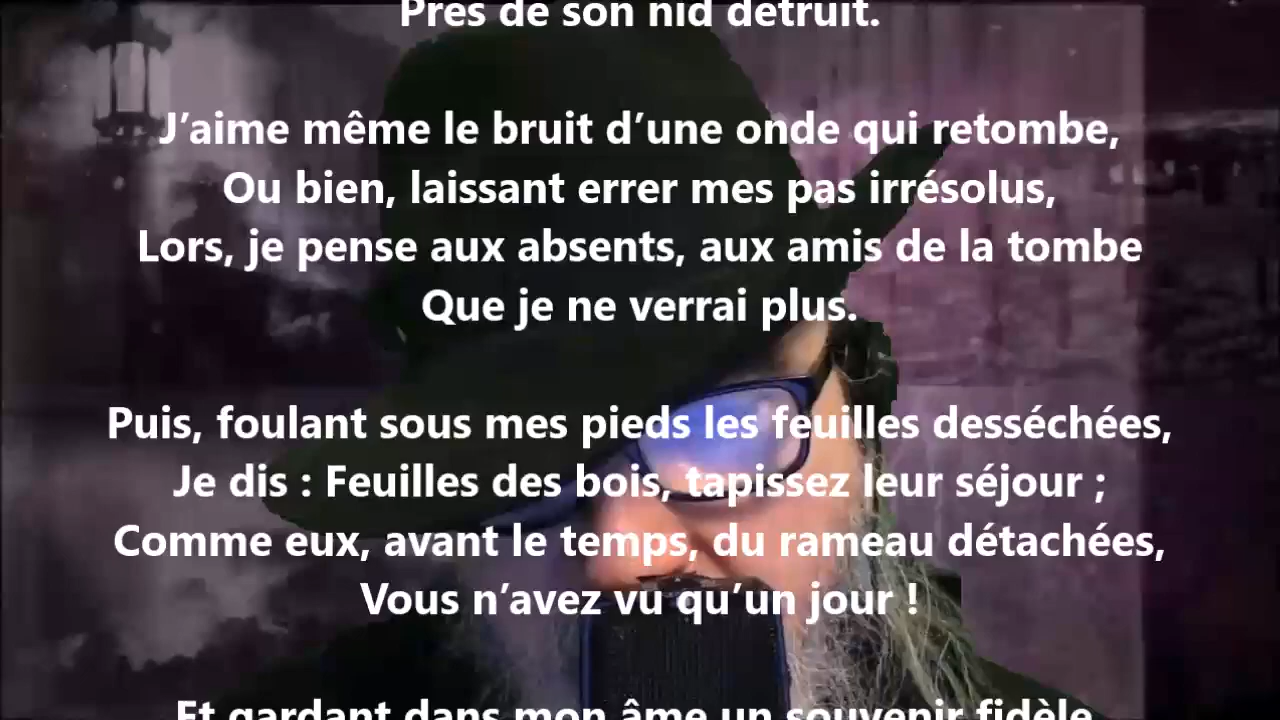 Près de son nid détruit.
J’aime même le bruit d’une onde qui retombe,
Ou bien, laissant errer mes pas irrésolus,
Lors, je pense aux absents, aux amis de la tombe
Que je ne verrai plus.
Puis, foulant sous mes pieds les feuilles desséchées,
Je dis : Feuilles des bois, tapissez leur séjour ;
Comme eux, avant le temps, du rameau détachées,
Vous n’avez vu qu’un jour !
Et gardant dans mon âme un souvenir fidèle